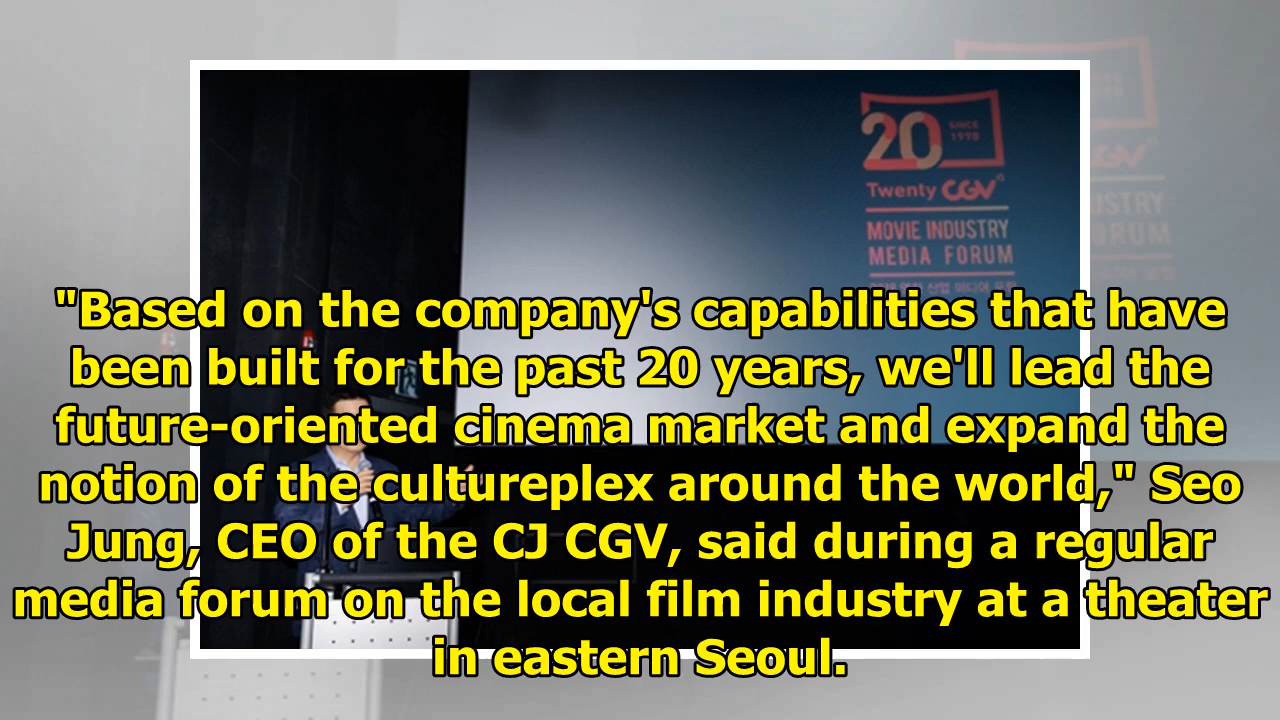 20
SINCE
1998
Twenty CGV
MOVIE INDUSTRY
MEDIA FORUM
"Based on the company's capabilities that have
been built for the past 20 years, we'll lead the
future-oriented cinema market and expand the
notion of the cultureplex around the world," Seo
Jung, CEO of the CJ CGV, said during a regular
media forum on the local film industry at a theater
in eastern Seoul.